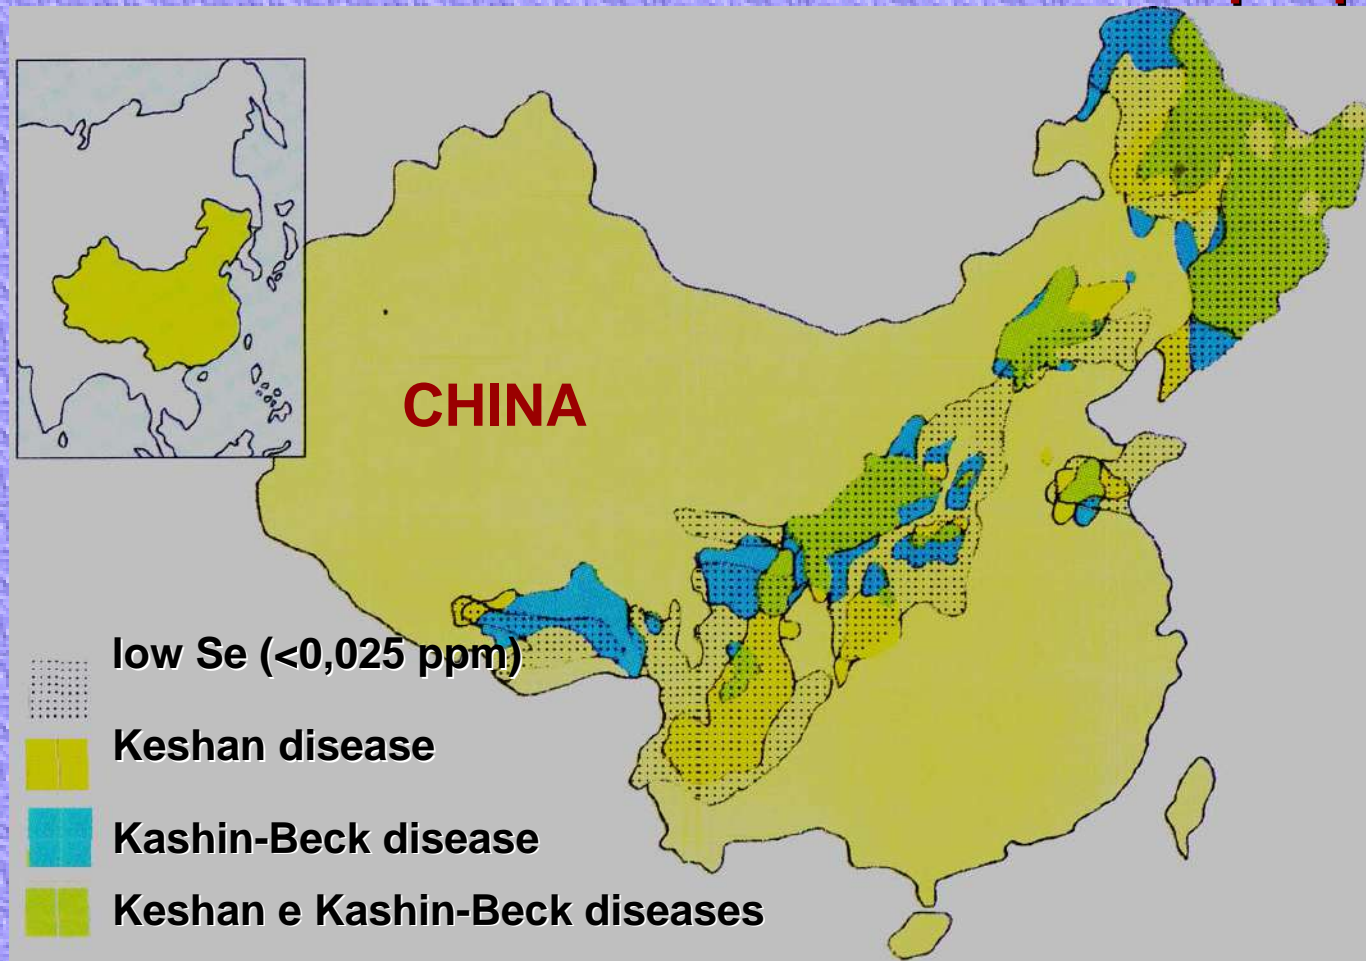 CHINA
low Se (<0,025 ppm)
Keshan disease
Kashin-Beck disease
Keshan e Kashin-Beck diseases